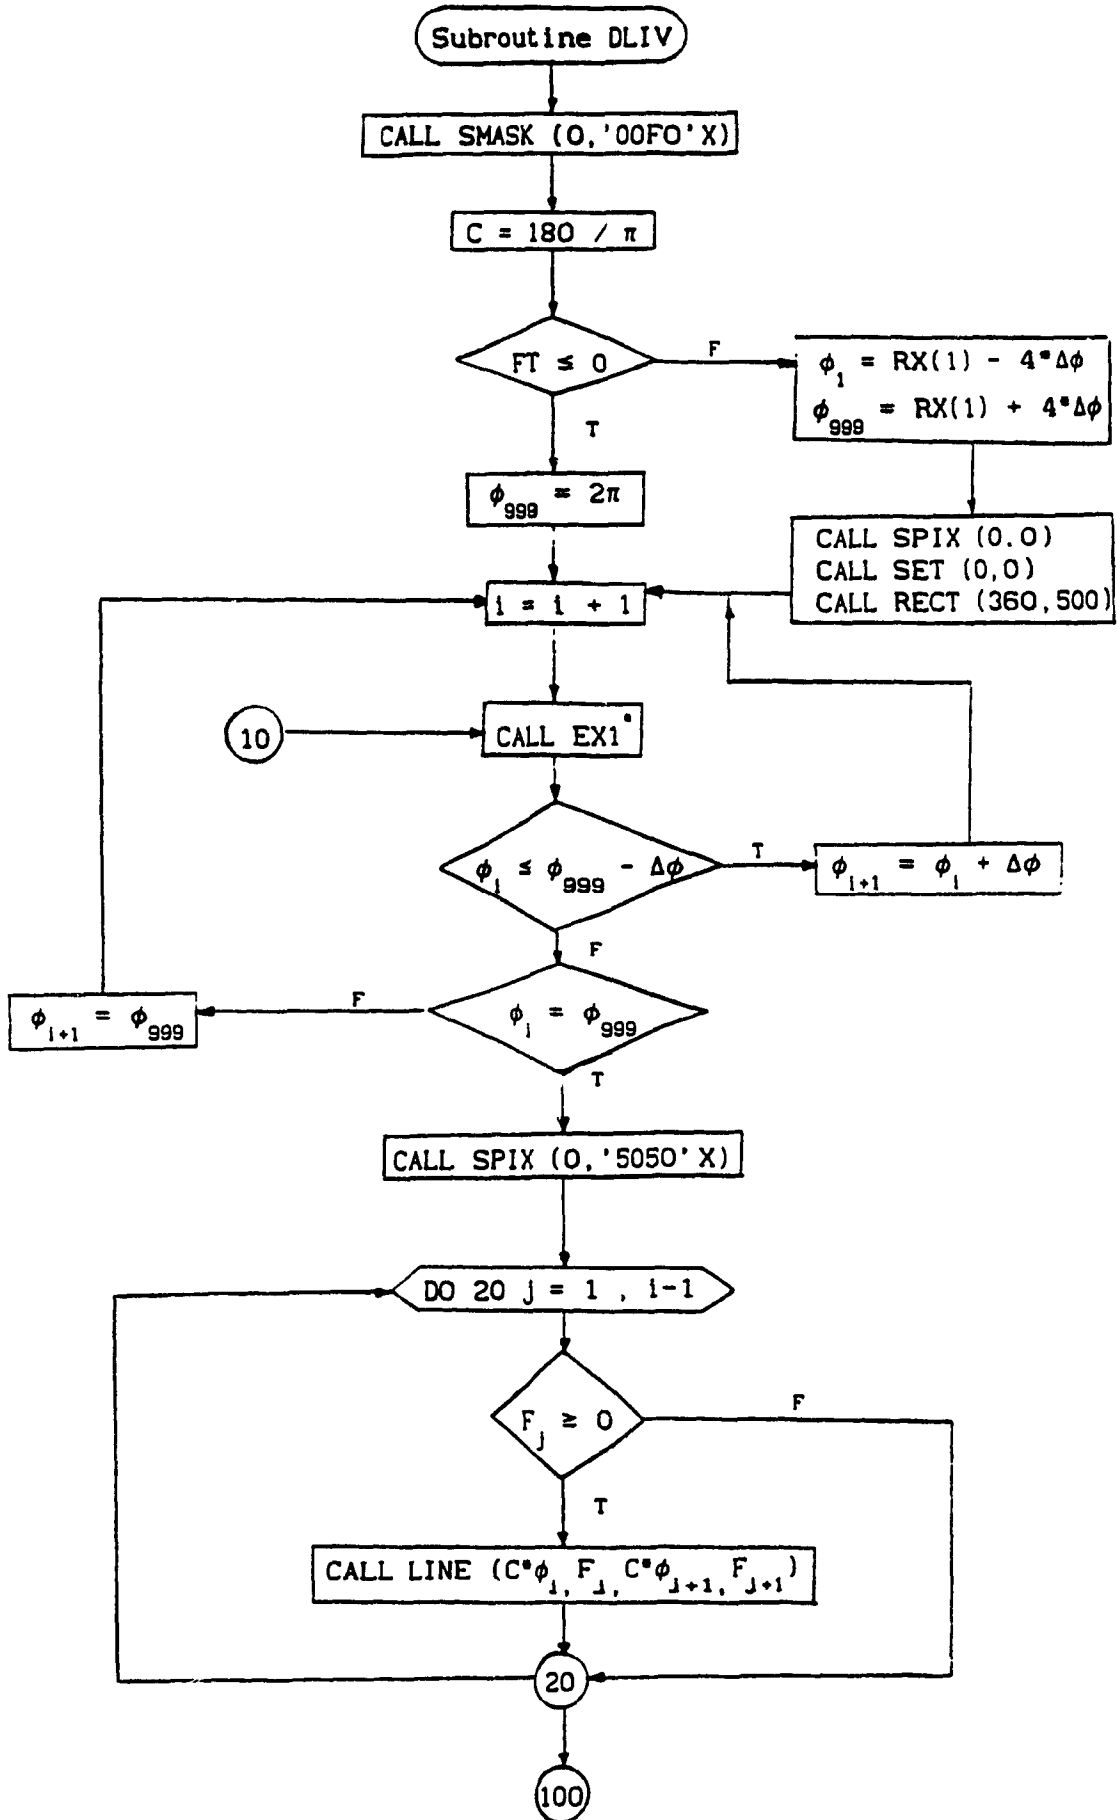 Subroutine DLIV
CALL SMASK (0,'00F0'X)
C = 180 / π
FT ≤ 0
F
T
ϕ₁ = RX(1) - 4*Δϕ
ϕ₉₉₉ = RX(1) + 4*Δϕ
ϕ₉₉₉ = 2π
CALL SPIX (0.0)
CALL SET (0,0)
CALL RECT (360,500)
i = i + 1
10
CALL EX1*
ϕᵢ ≤ ϕ₉₉₉ - Δϕ
T
ϕᵢ₊₁ = ϕᵢ + Δϕ
F
ϕᵢ = ϕ₉₉₉
F
ϕᵢ₊₁ = ϕ₉₉₉
T
CALL SPIX (0,'5050'X)
DO 20 j = 1 , i-1
Fⱼ ≥ 0
F
T
CALL LINE (C*ϕⱼ, Fⱼ, C*ϕⱼ₊₁, Fⱼ₊₁)
20
100